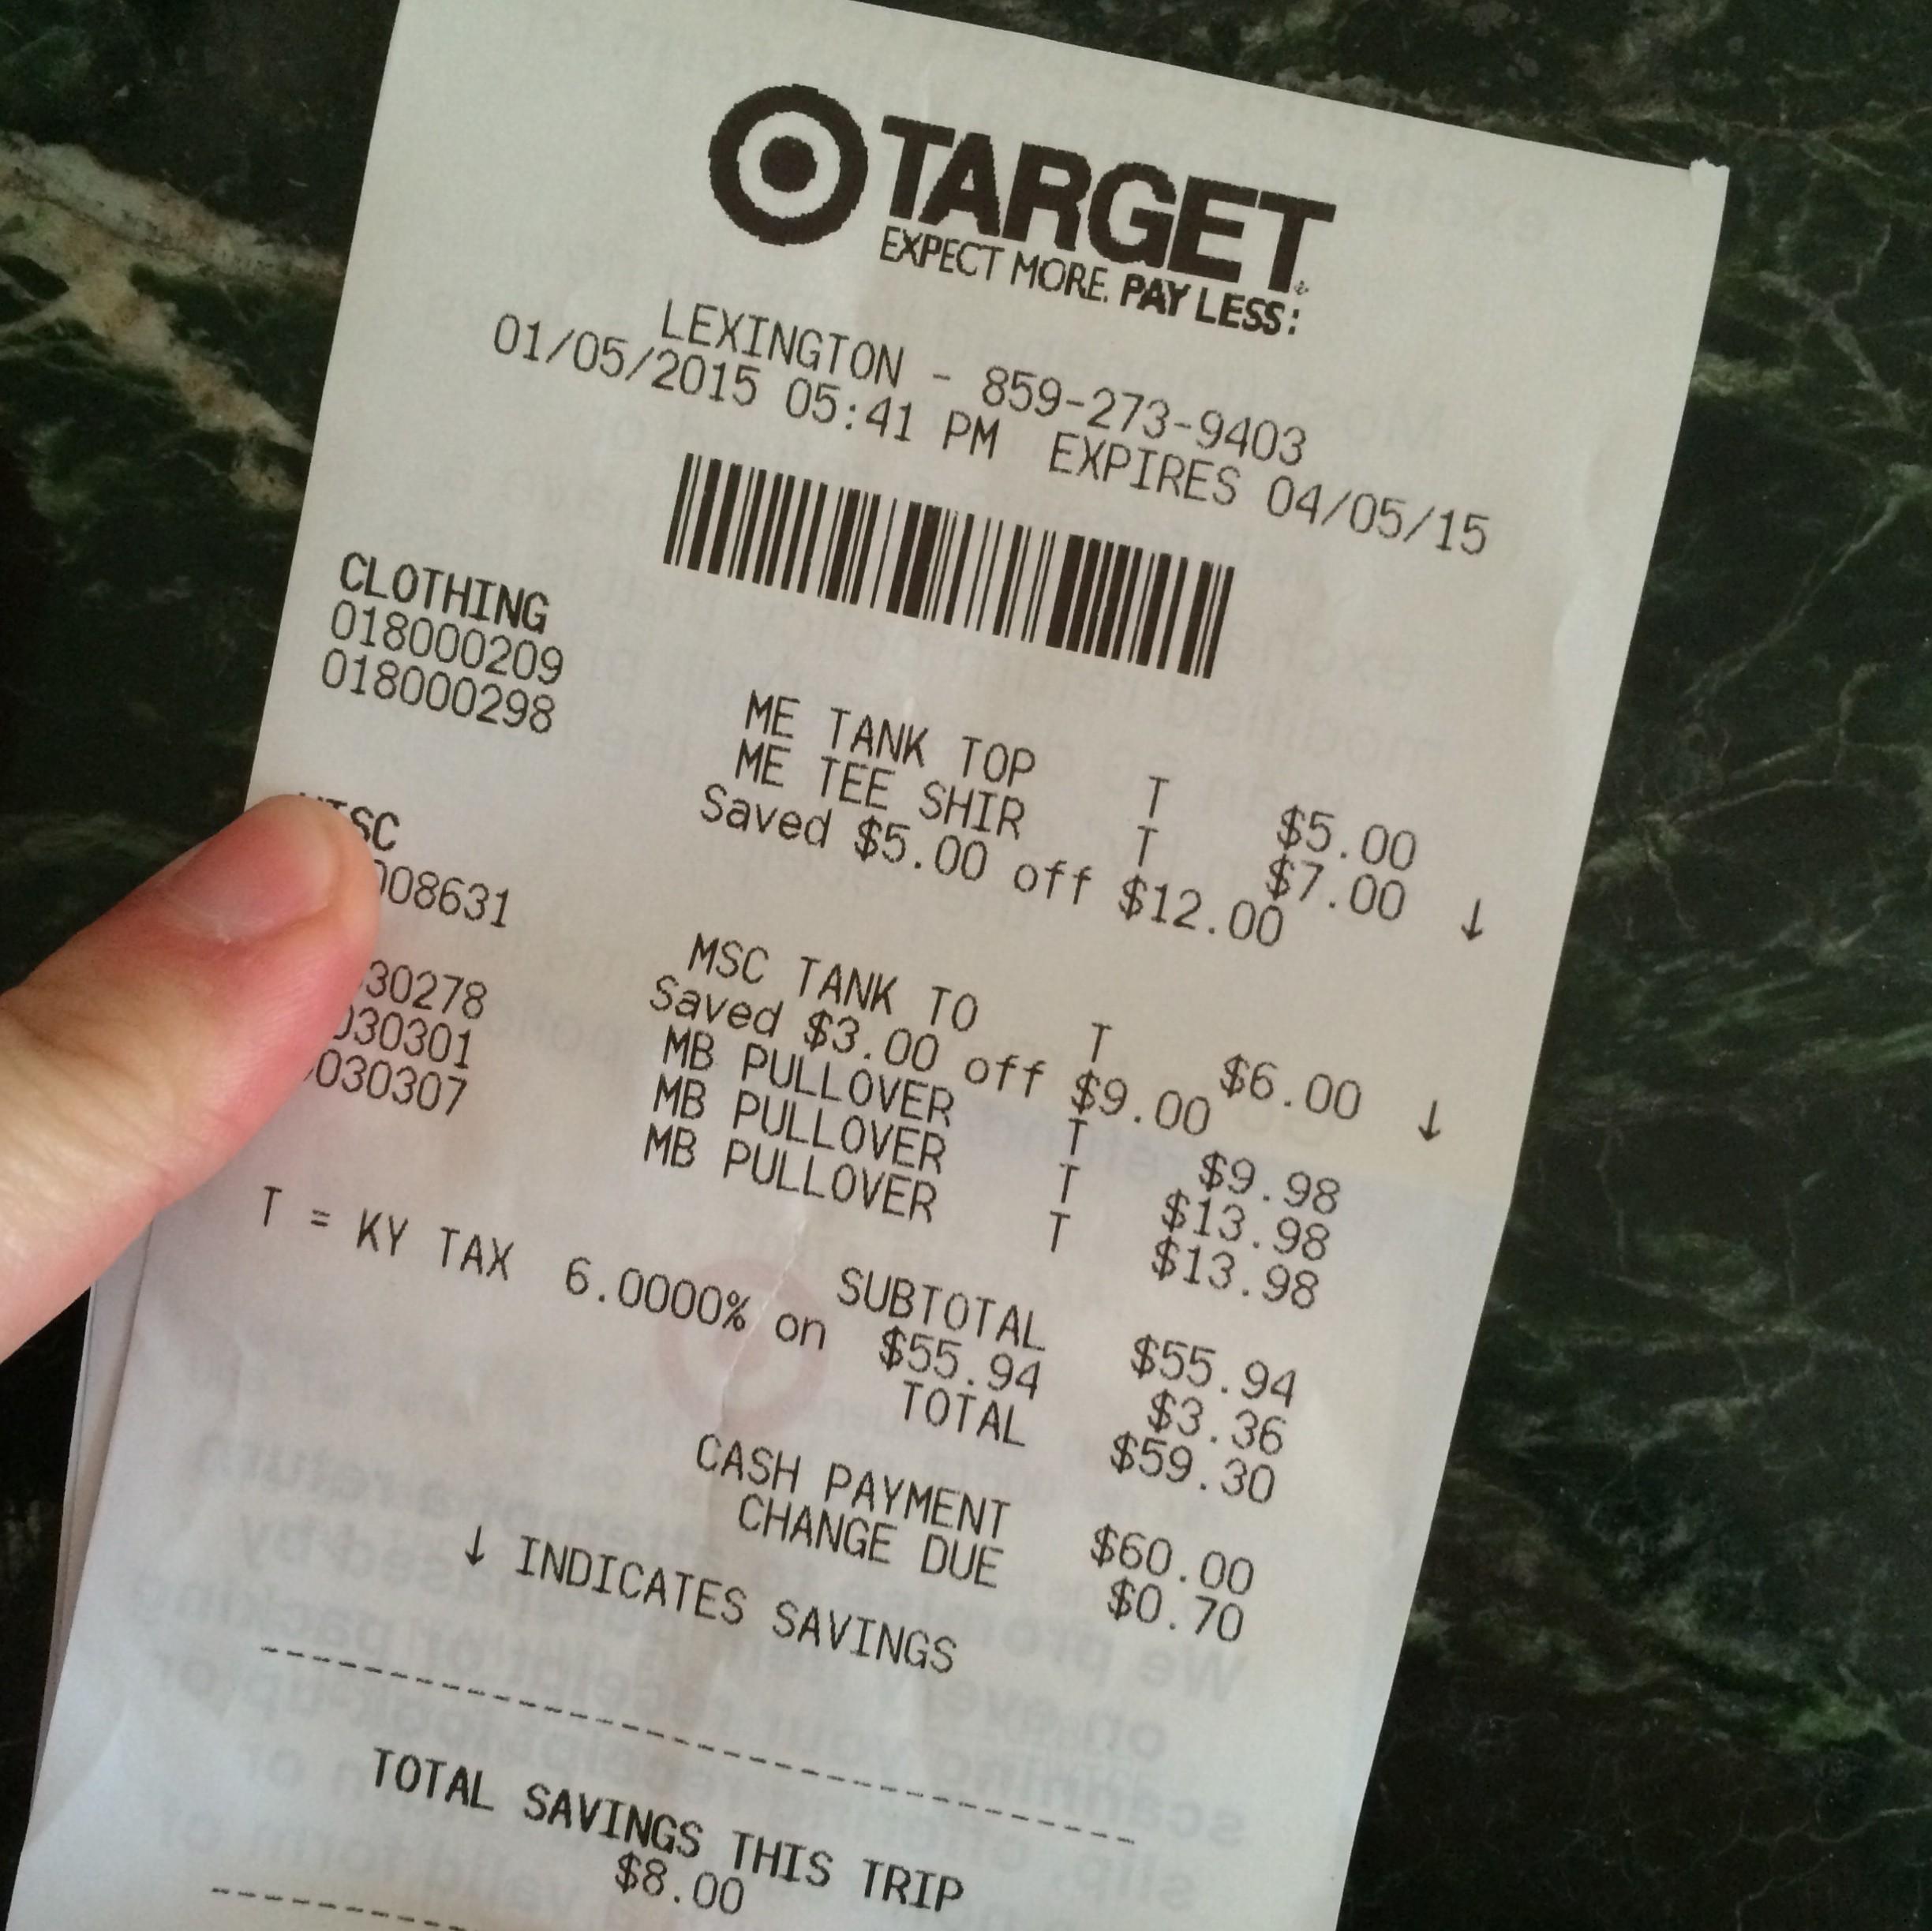 TARGET
EXPECT MORE. PAY LESS:
LEXINGTON - 859-273-9403
01/05/2015 05:41 PM EXPIRES 04/05/15
CLOTHING
018000209 ME TANK TOP T $5.00
018000298 ME TEE SHIR T $7.00 ↓
Saved $5.00 off $12.00
008631 MSC TANK TO T $6.00 ↓
Saved $3.00 off $9.00
30278 MB PULLOVER T $9.98
030301 MB PULLOVER T $13.98
030307 MB PULLOVER T $13.98
SUBTOTAL $55.94
T = KY TAX 6.0000% on $55.94 $3.36
TOTAL $59.30
CASH PAYMENT $60.00
CHANGE DUE $0.70
↓ INDICATES SAVINGS
TOTAL SAVINGS THIS TRIP
$8.00